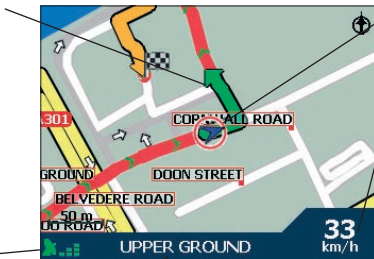 A301
CORNWALL ROAD
GROUND
DOON STREET
BELVEDERE ROAD
50 m
OO ROAD
33
km/h
UPPER GROUND